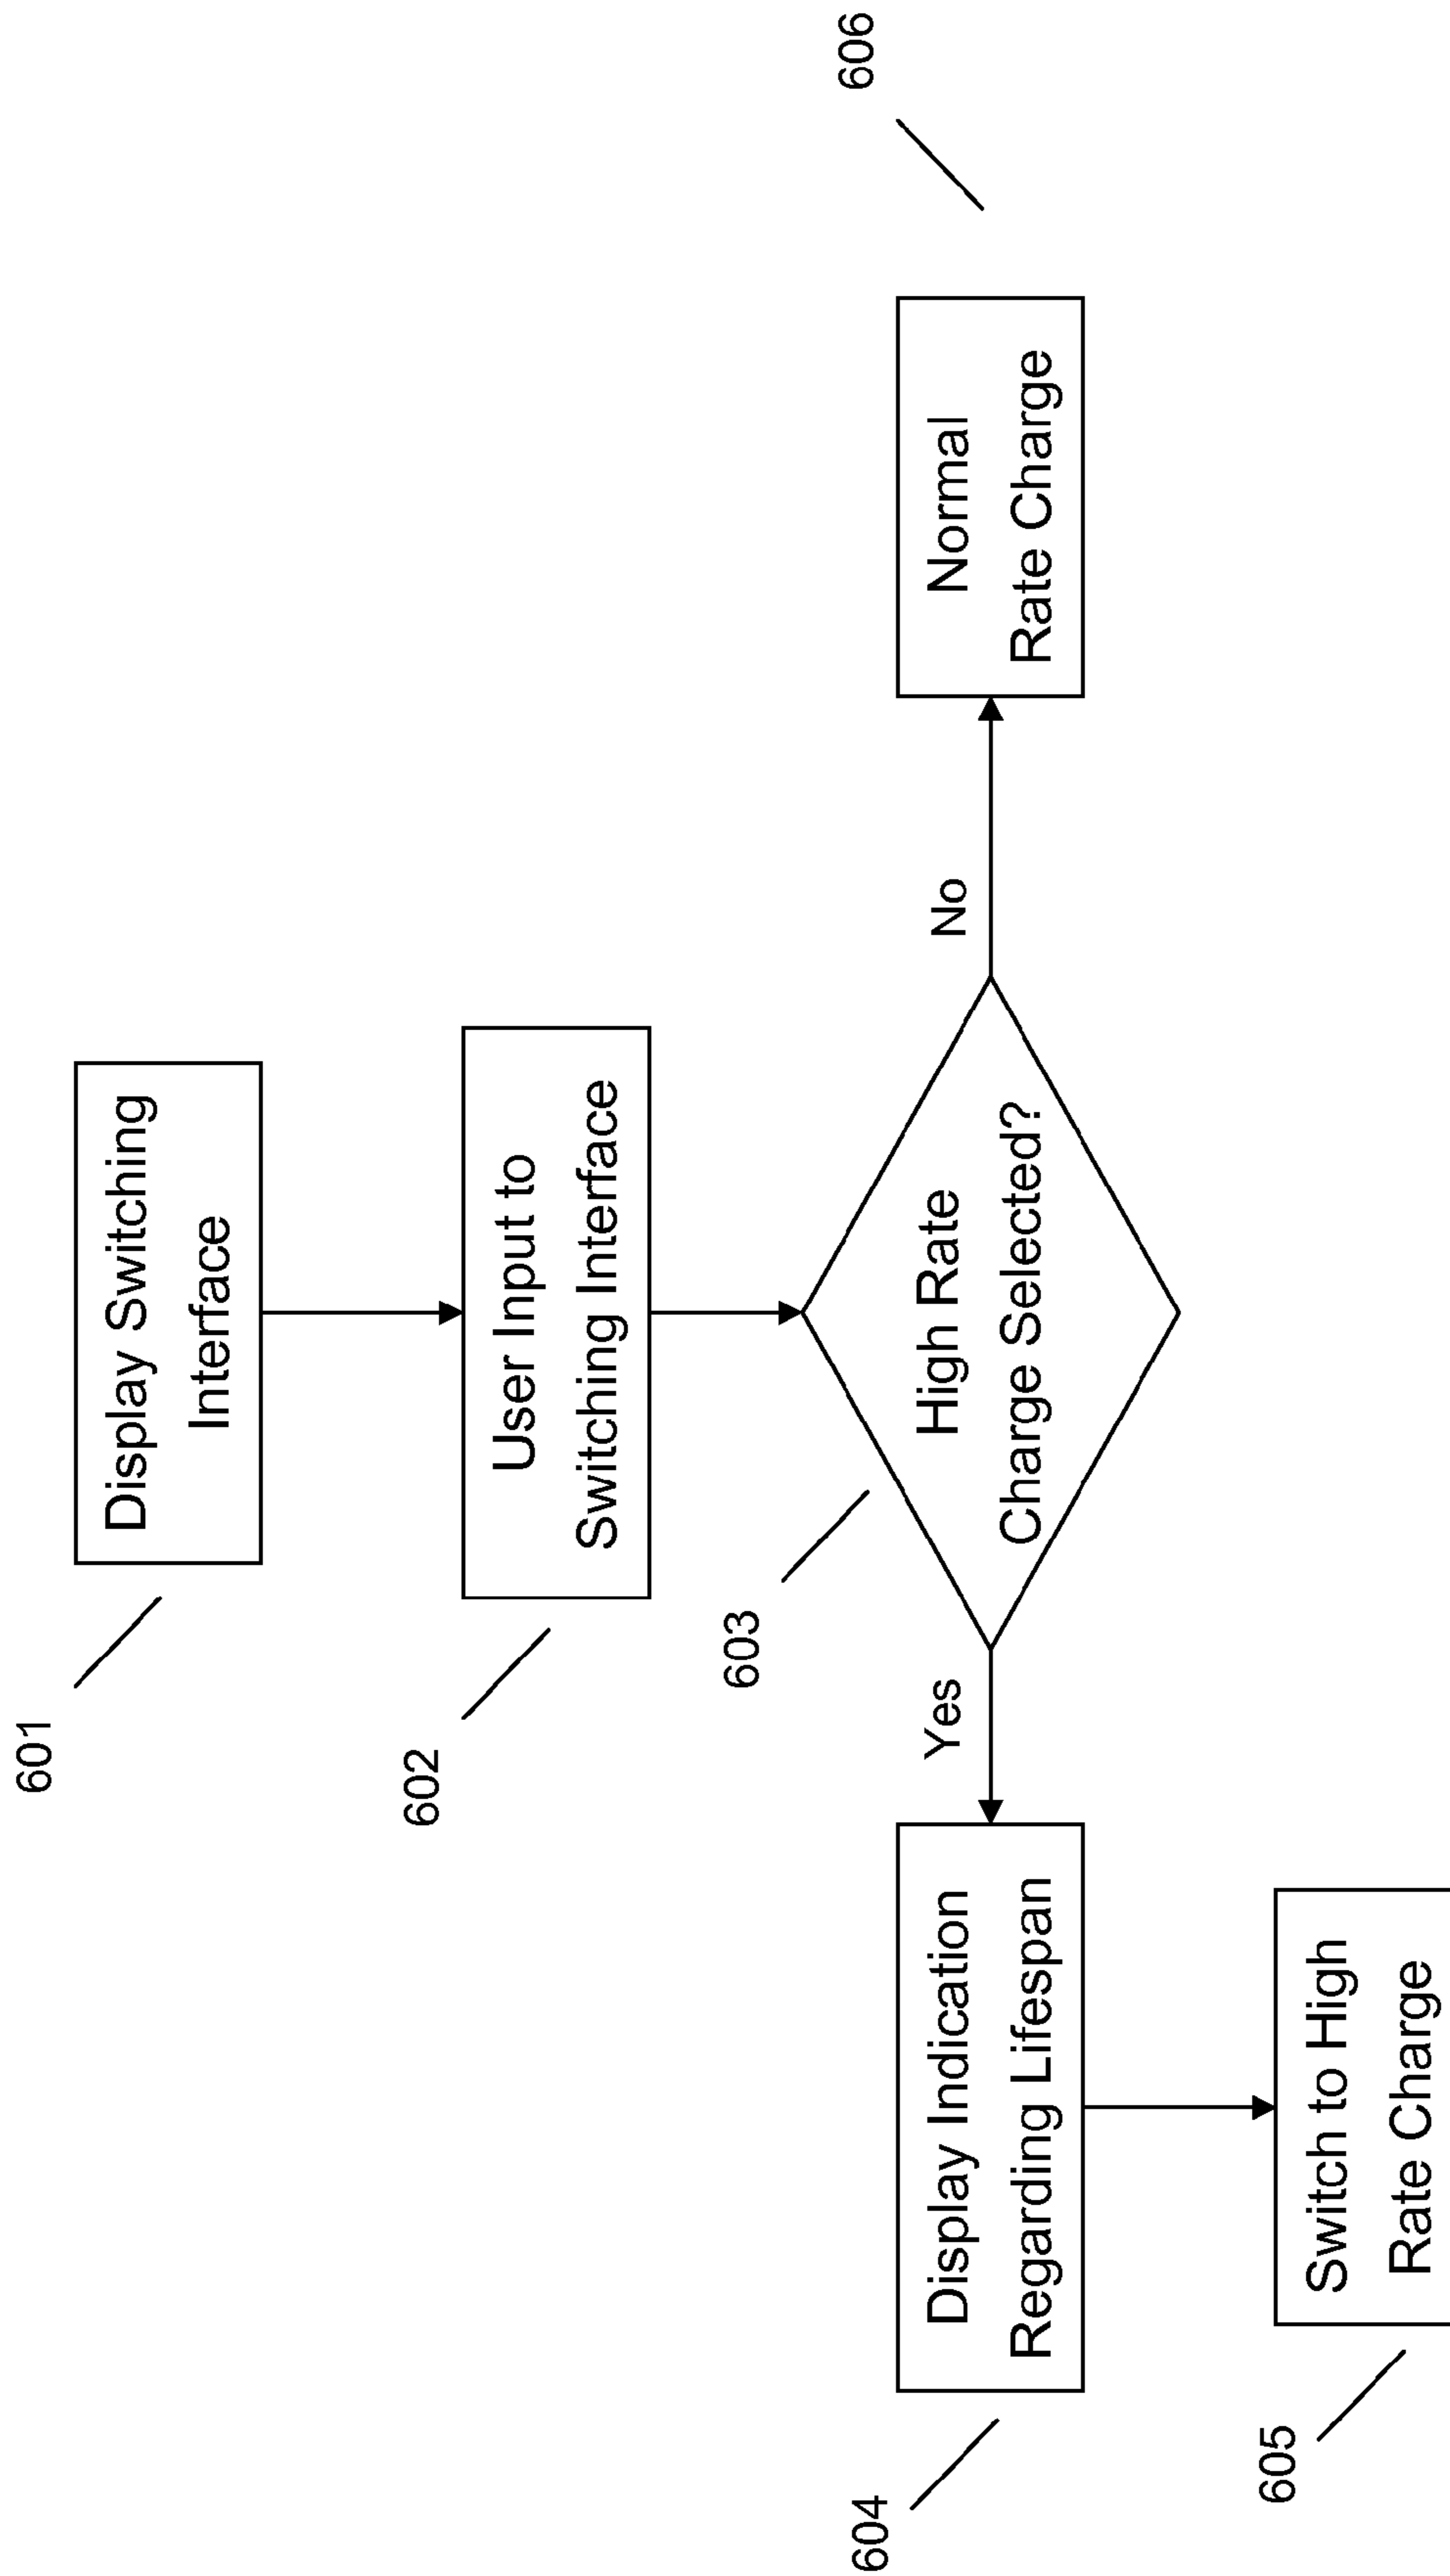 601
Display Switching
Interface
602
User Input to
Switching Interface
603
High Rate
Charge Selected?
Yes
No
604
Display Indication
Regarding Lifespan
606
Normal
Rate Charge
605
Switch to High
Rate Charge